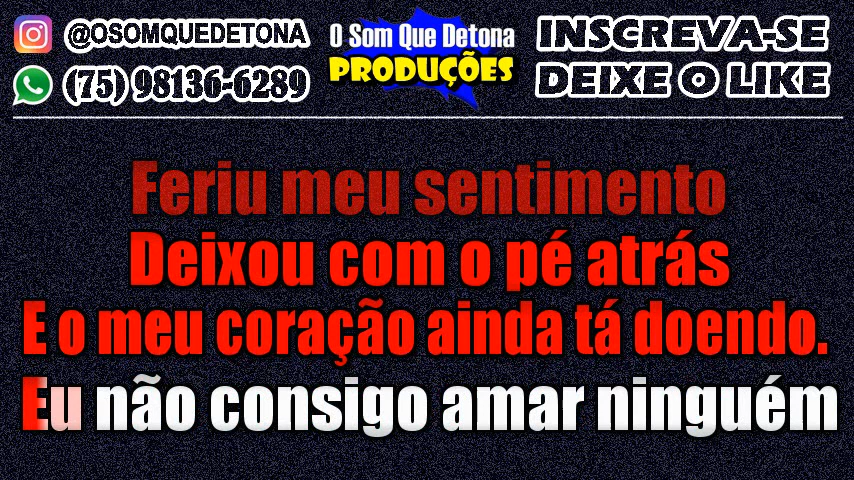 @OSOMQUEDETONA
(75) 98136-6289
O Som Que Detona
PRODUÇÕES
INSCREVA-SE
DEIXE O LIKE
Feriu meu sentimento
Deixou com o pé atrás
E o meu coração ainda tá doendo.
Eu não consigo amar ninguém